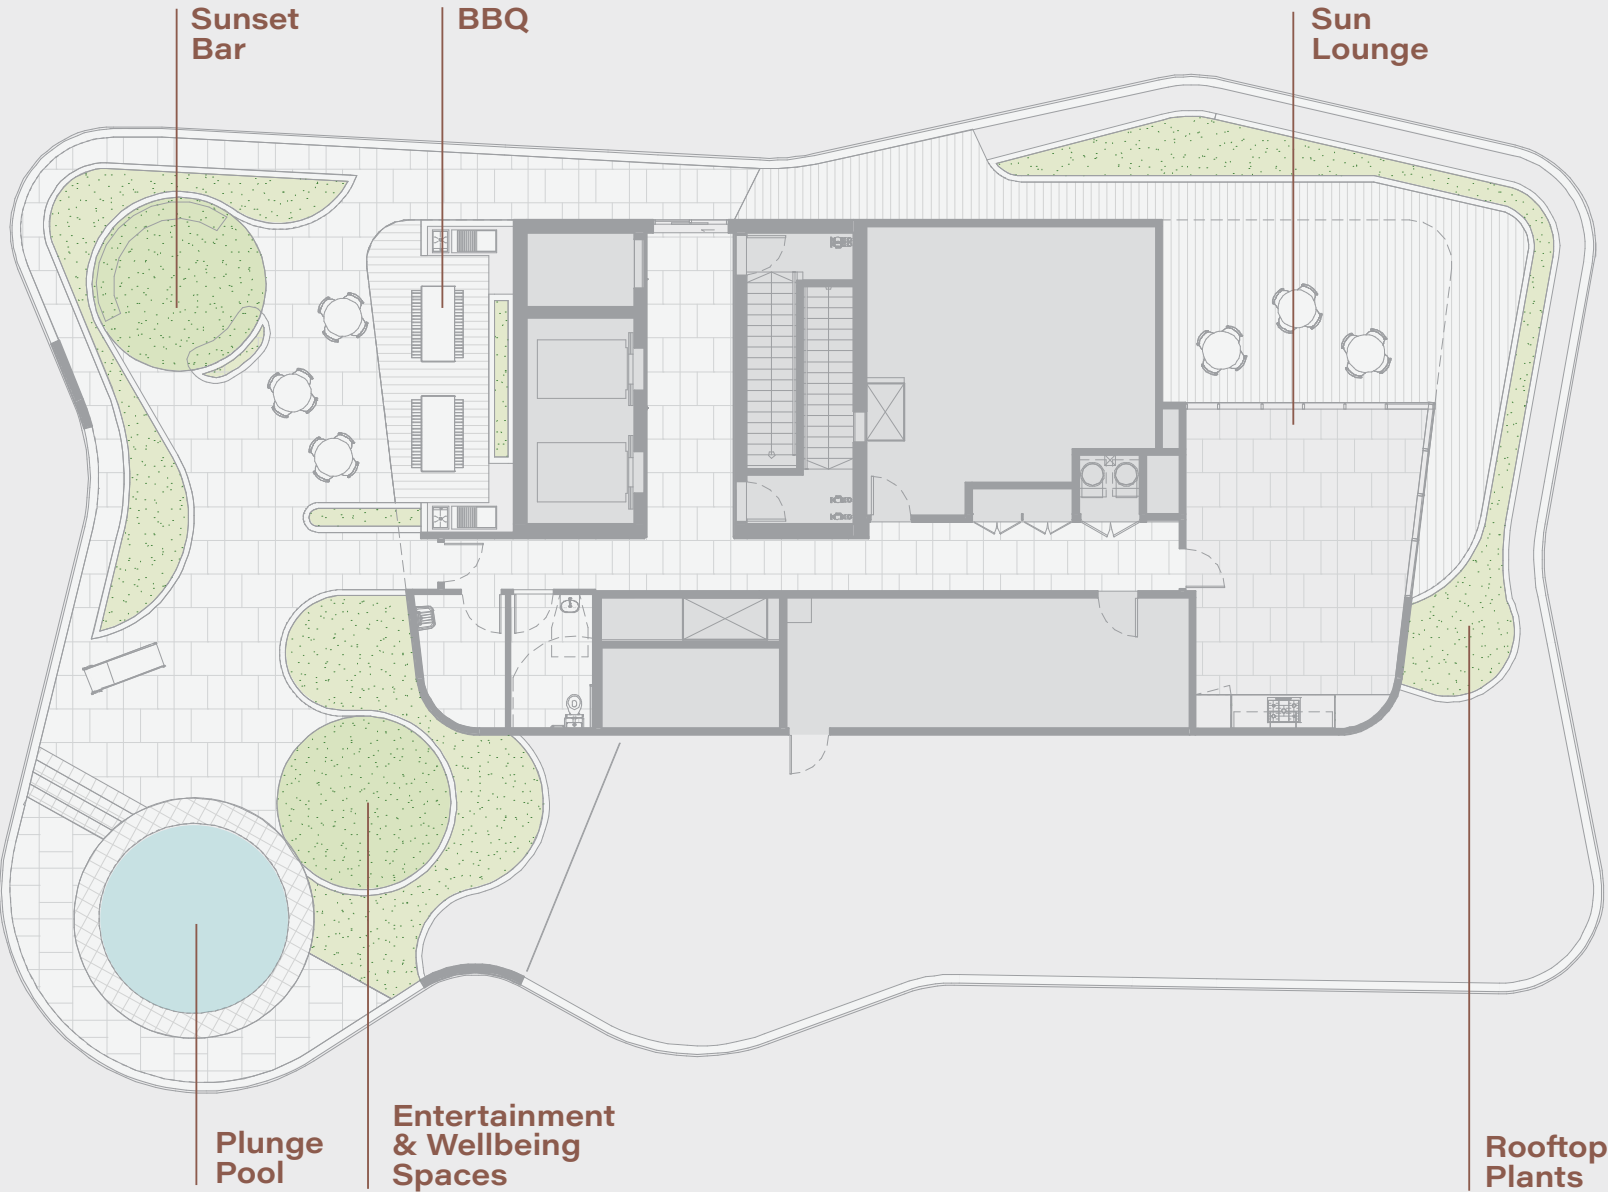 Sunset
Bar
BBQ
Sun
Lounge
Plunge
Pool
Entertainment
& Wellbeing
Spaces
Rooftop
Plants